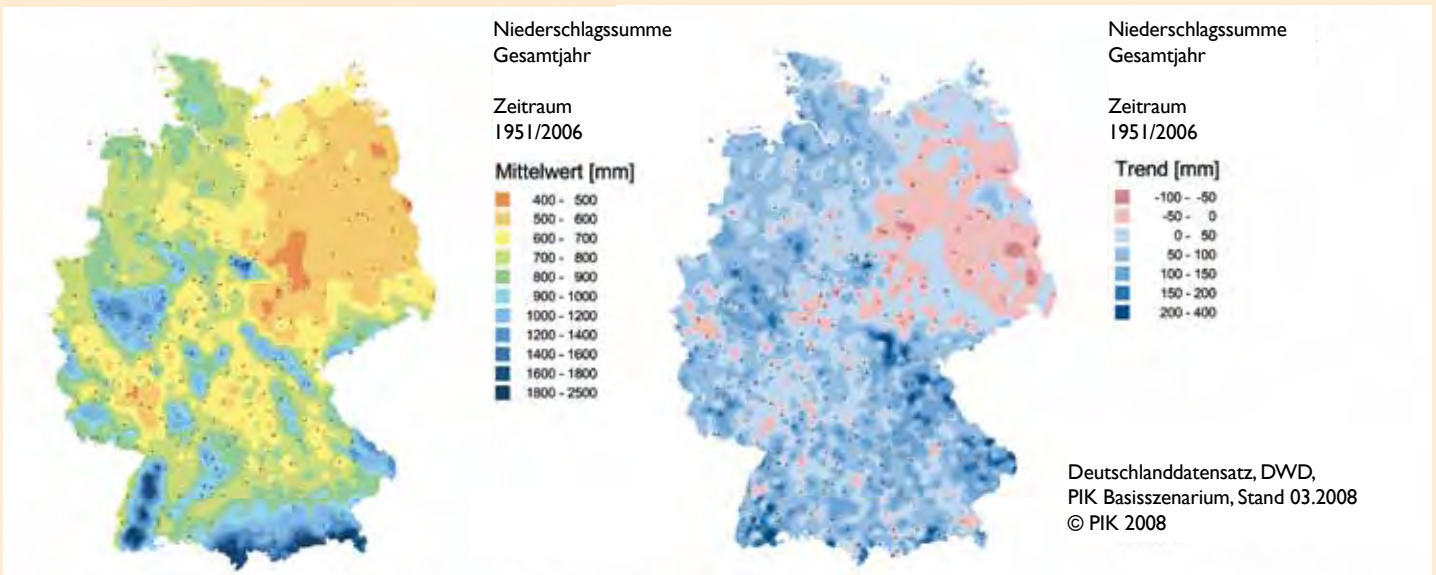 Niederschlagssumme
Gesamtjahr
Zeitraum
1951/2006
Mittelwert [mm]
400 - 500
500 - 600
600 - 700
700 - 800
800 - 900
900 - 1000
1000 - 1200
1200 - 1400
1400 - 1600
1600 - 1800
1800 - 2500
Niederschlagssumme
Gesamtjahr
Zeitraum
1951/2006
Trend [mm]
-100 - -50
-50 - 0
0 - 50
50 - 100
100 - 150
150 - 200
200 - 400
Deutschlanddatensatz, DWD,
PIK Basisszenarium, Stand 03.2008
© PIK 2008